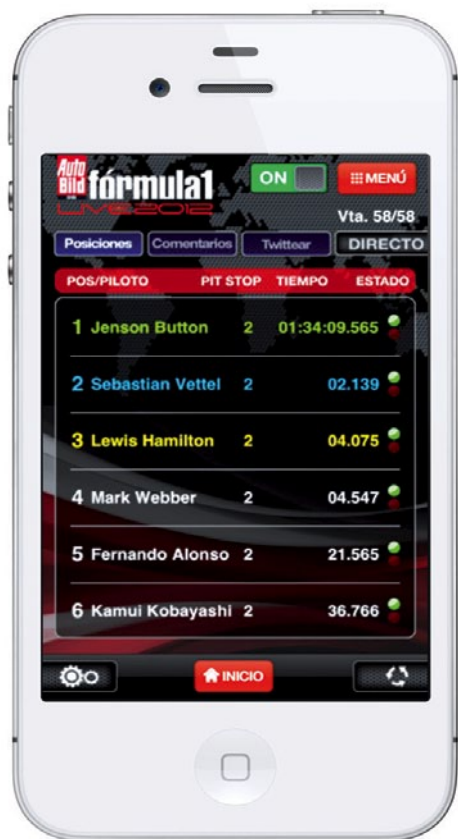 Auto
Bild fórmula1
LIVE 2012
ON
MENÚ
Vta. 58/58
Posiciones Comentarios Twittear DIRECTO
POS/PILOTO PIT STOP TIEMPO ESTADO
1 Jenson Button 2 01:34:09.565
2 Sebastian Vettel 2 02.139
3 Lewis Hamilton 2 04.075
4 Mark Webber 2 04.547
5 Fernando Alonso 2 21.565
6 Kamui Kobayashi 2 36.766
INICIO